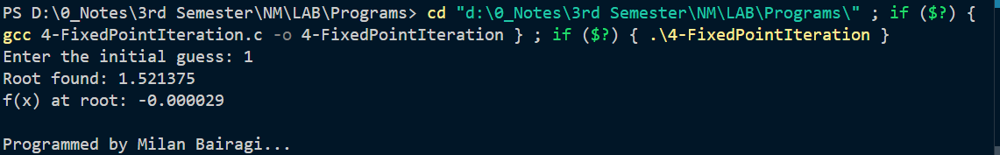 PS D:\0_Notes\3rd Semester\NM\LAB\Programs> cd "d:\0_Notes\3rd Semester\NM\LAB\Programs\" ; if ($?) {
gcc 4-FixedPointIteration.c -o 4-FixedPointIteration } ; if ($?) { .\4-FixedPointIteration }
Enter the initial guess: 1
Root found: 1.521375
f(x) at root: -0.000029
Programmed by Milan Bairagi...